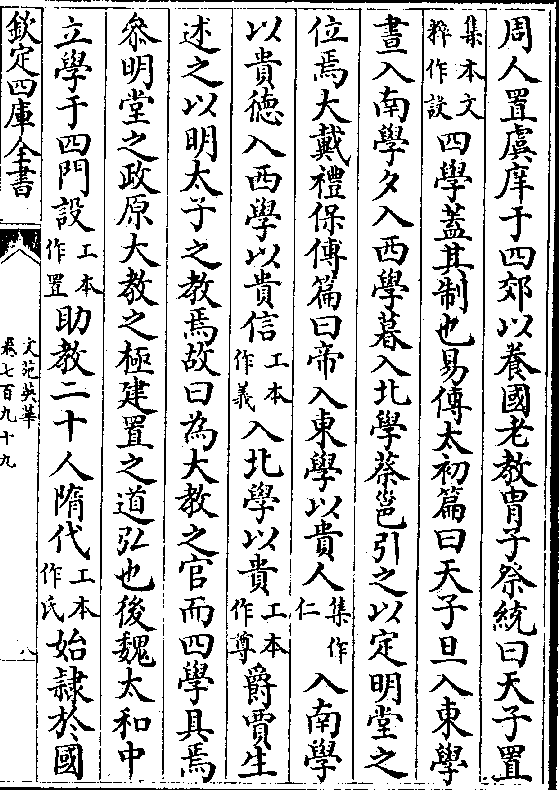 周人置虞庠于四郊以養國老教胄子祭統曰天子置
集本文粹作設四學蓋其制也易傳太初篇曰天子旦入東學
晝入南學夕入西學暮入北學蔡邕引之以定明堂之
位焉大戴禮保傅篇曰帝入東學以貴人集作仁入南學
以貴德入西學以貴信工本作義入北學以貴工本作尊爵賈生
述之以明太子之教焉故曰為大教之官而四學具焉
叅明堂之政原大教之極建置之道弘也後魏太和中
立學于四門設工本作置助教二十人隋代工本作氏始隸於國
欽定四庫全書
文苑英華
卷七百九十九
八